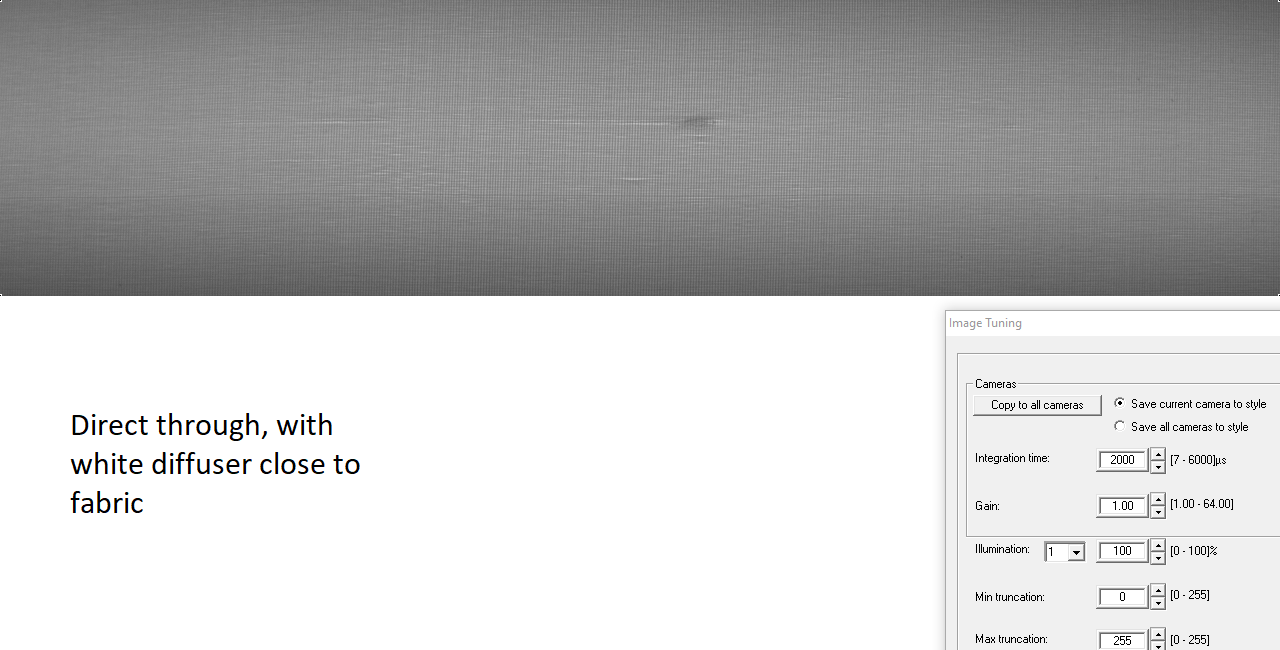 Direct through, with
white diffuser close to
fabric
Image Tuning
Cameras
Copy to all cameras
Save current camera to style
Save all cameras to style
Integration time: 2000 [7 - 6000]µs
Gain: 1.00 [1.00 - 64.00]
Illumination: 1 100 [0 - 100]%
Min truncation: 0 [0 - 255]
Max truncation: 255 [0 - 255]